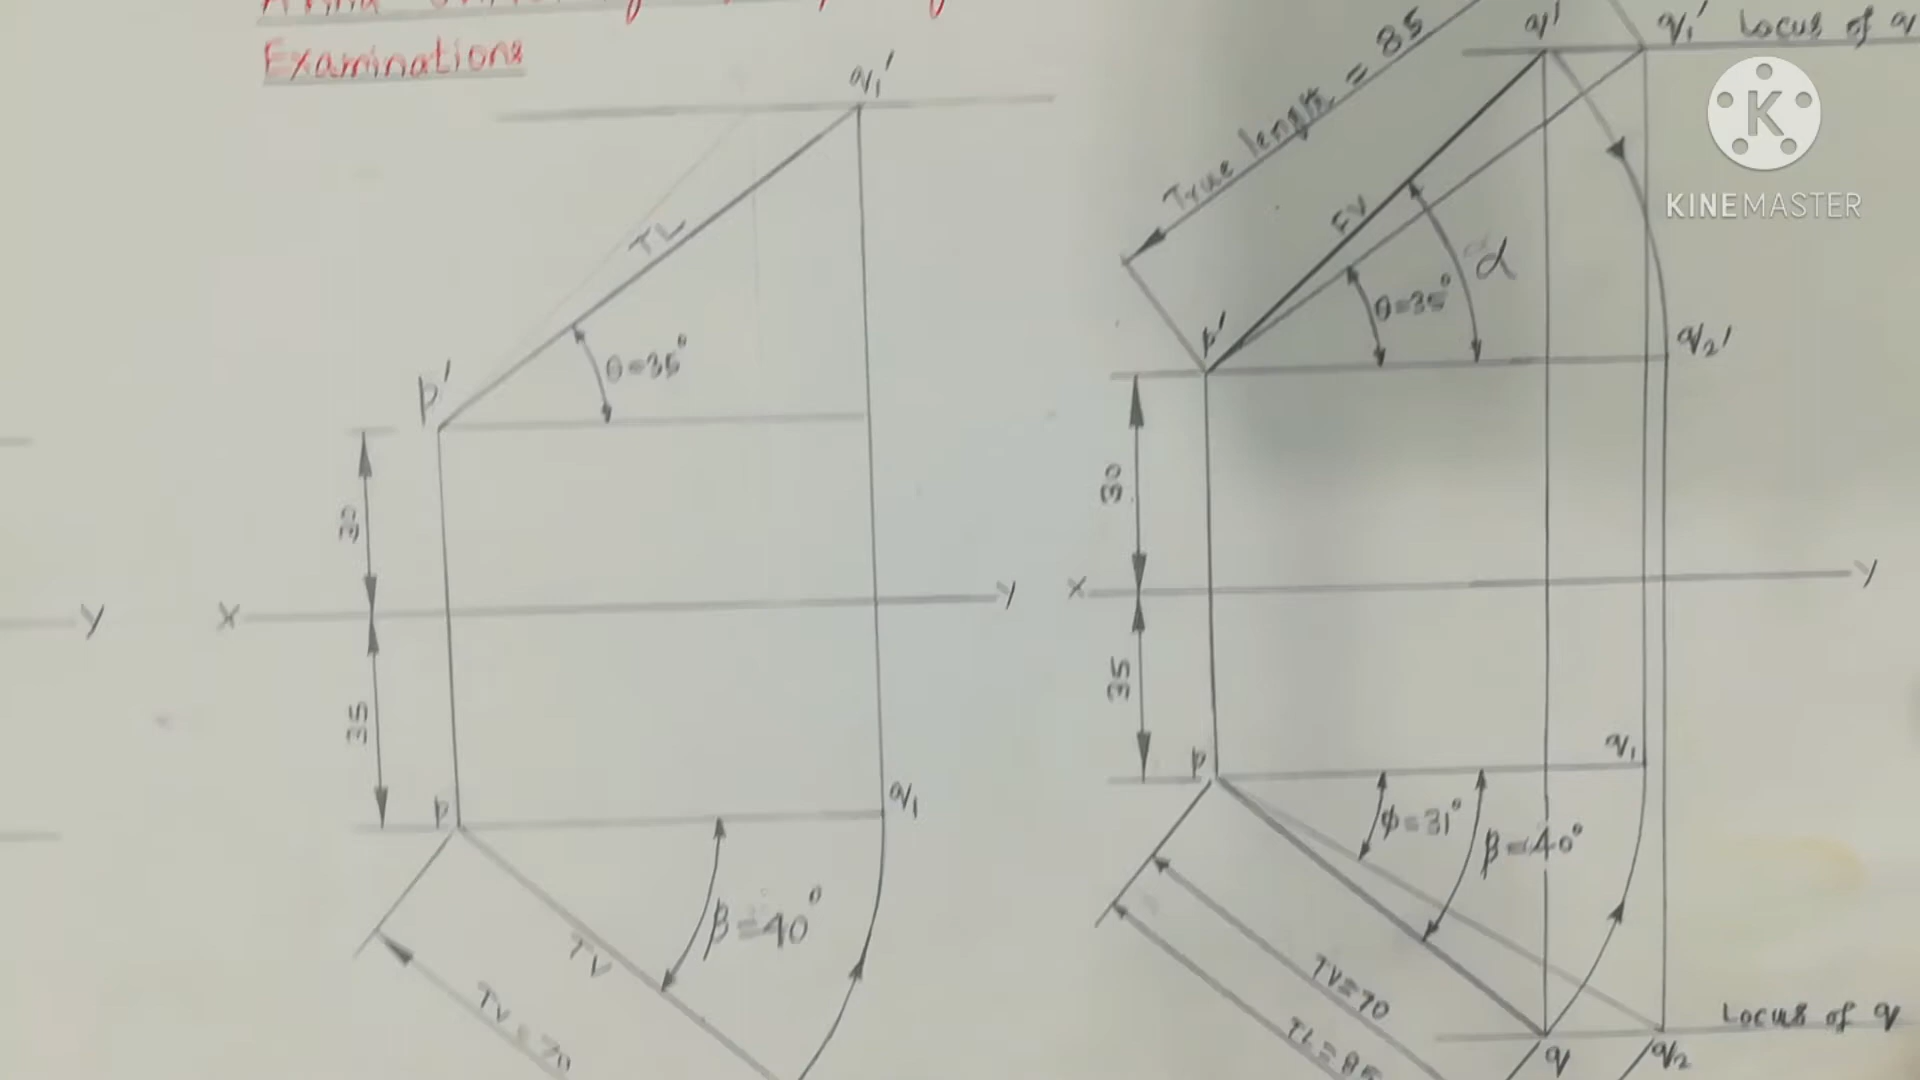 Examinations
q1'
TL
p'
θ=35°
30
X
Y
Y
35
p
q1
β=40°
TV
TV=70
q'
q1'
Locus of q
True length = 85
K
KINEMASTER
FV
α
θ=35°
p'
q2'
30
X
Y
35
p
q1
ϕ=31°
β=40°
TV=70
TL=85
Locus of q
q
q2